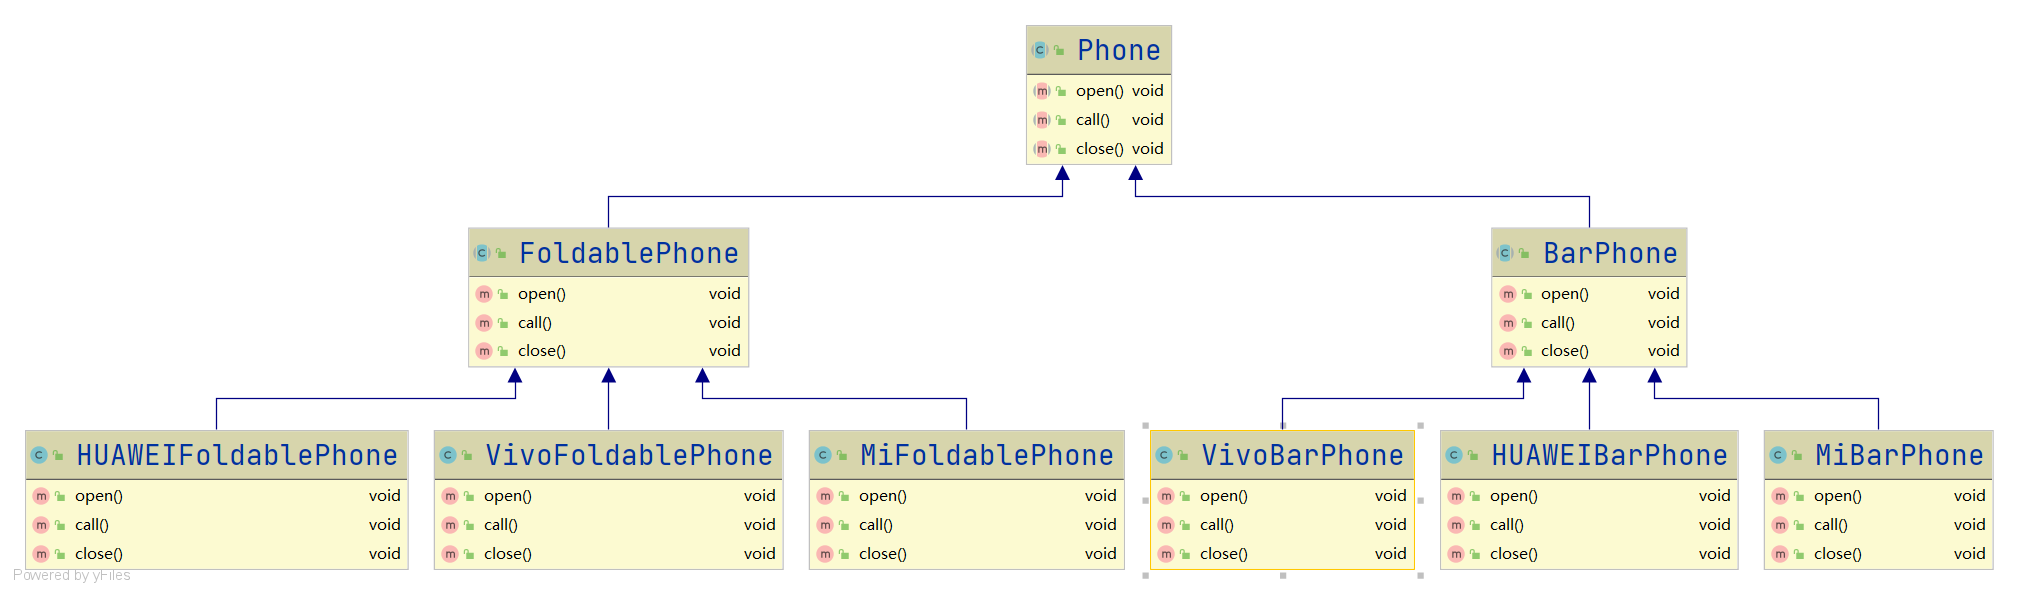 Phone
open() void
call() void
close() void
FoldablePhone
open() void
call() void
close() void
BarPhone
open() void
call() void
close() void
HUAWEIFoldablePhone
open() void
call() void
close() void
VivoFoldablePhone
open() void
call() void
close() void
MiFoldablePhone
open() void
call() void
close() void
VivoBarPhone
open() void
call() void
close() void
HUAWEIBarPhone
open() void
call() void
close() void
MiBarPhone
open() void
call() void
close() void
Powered by yFiles